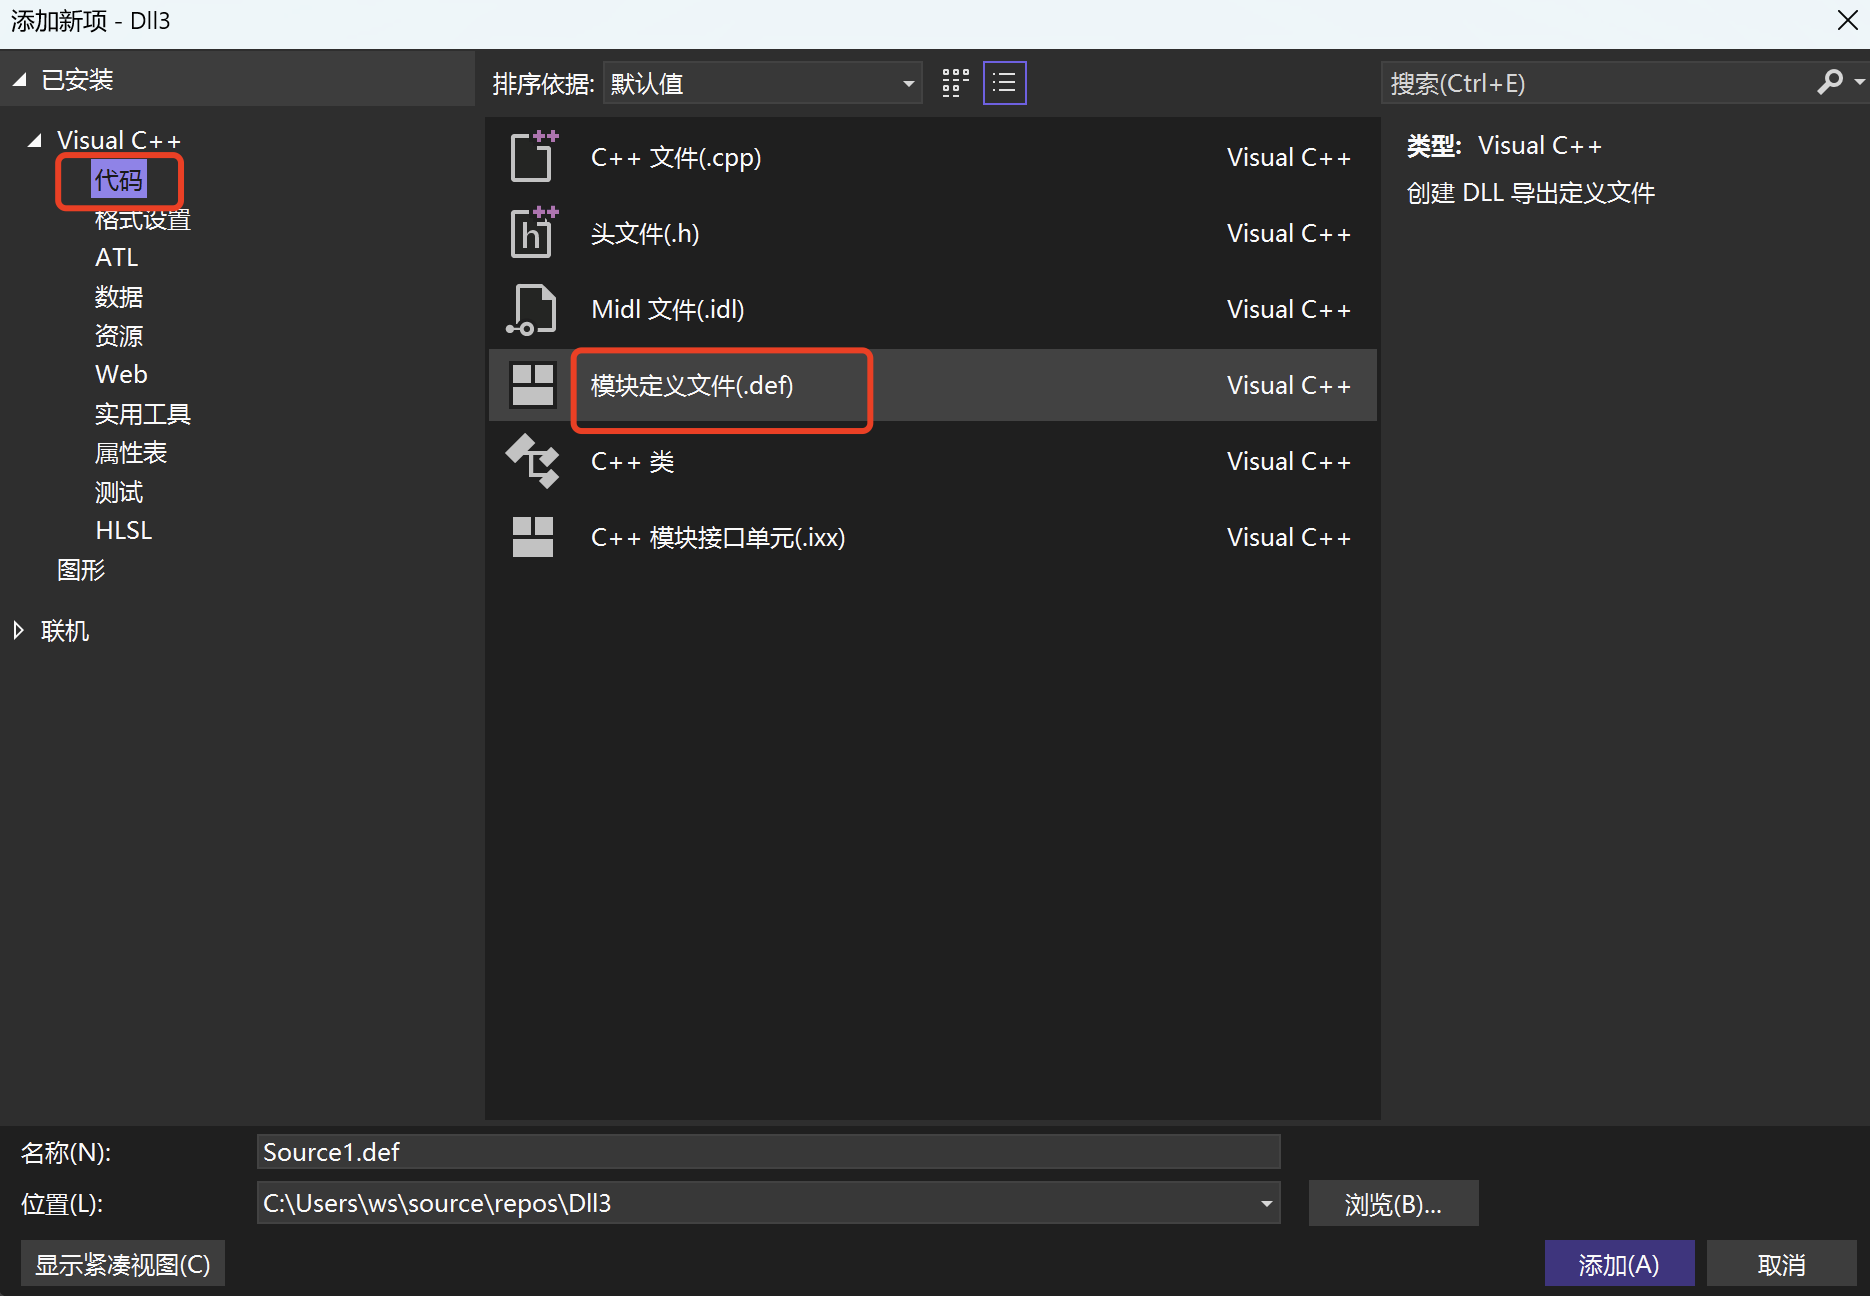 添加新项 - Dll3
已安装
排序依据: 默认值
搜索(Ctrl+E)
Visual C++
代码
格式设置
ATL
数据
资源
Web
实用工具
属性表
测试
HLSL
图形
联机
C++ 文件(.cpp) Visual C++
头文件(.h) Visual C++
Midl 文件(.idl) Visual C++
模块定义文件(.def) Visual C++
C++ 类 Visual C++
C++ 模块接口单元(.ixx) Visual C++
类型: Visual C++
创建 DLL 导出定义文件
名称(N): Source1.def
位置(L): C:\Users\ws\source\repos\Dll3 浏览(B)...
显示紧凑视图(C) 添加(A) 取消